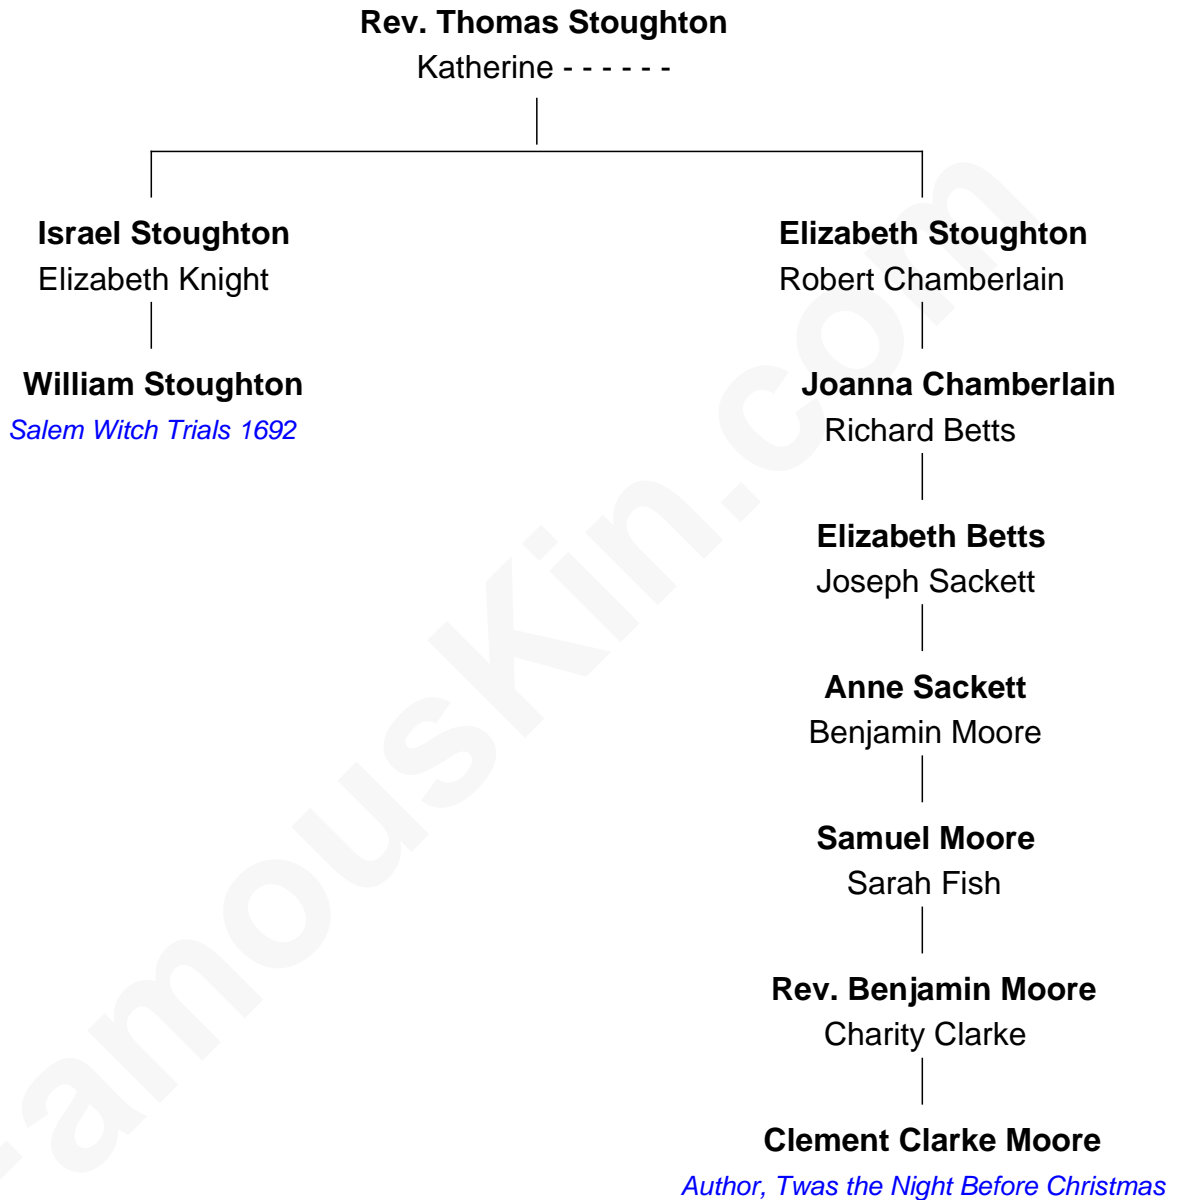 Rev. Thomas Stoughton
Katherine - - - - - -
Israel Stoughton
Elizabeth Knight
William Stoughton
Salem Witch Trials 1692
Elizabeth Stoughton
Robert Chamberlain
Joanna Chamberlain
Richard Betts
Elizabeth Betts
Joseph Sackett
Anne Sackett
Benjamin Moore
Samuel Moore
Sarah Fish
Rev. Benjamin Moore
Charity Clarke
Clement Clarke Moore
Author, Twas the Night Before Christmas
FamousKin.com